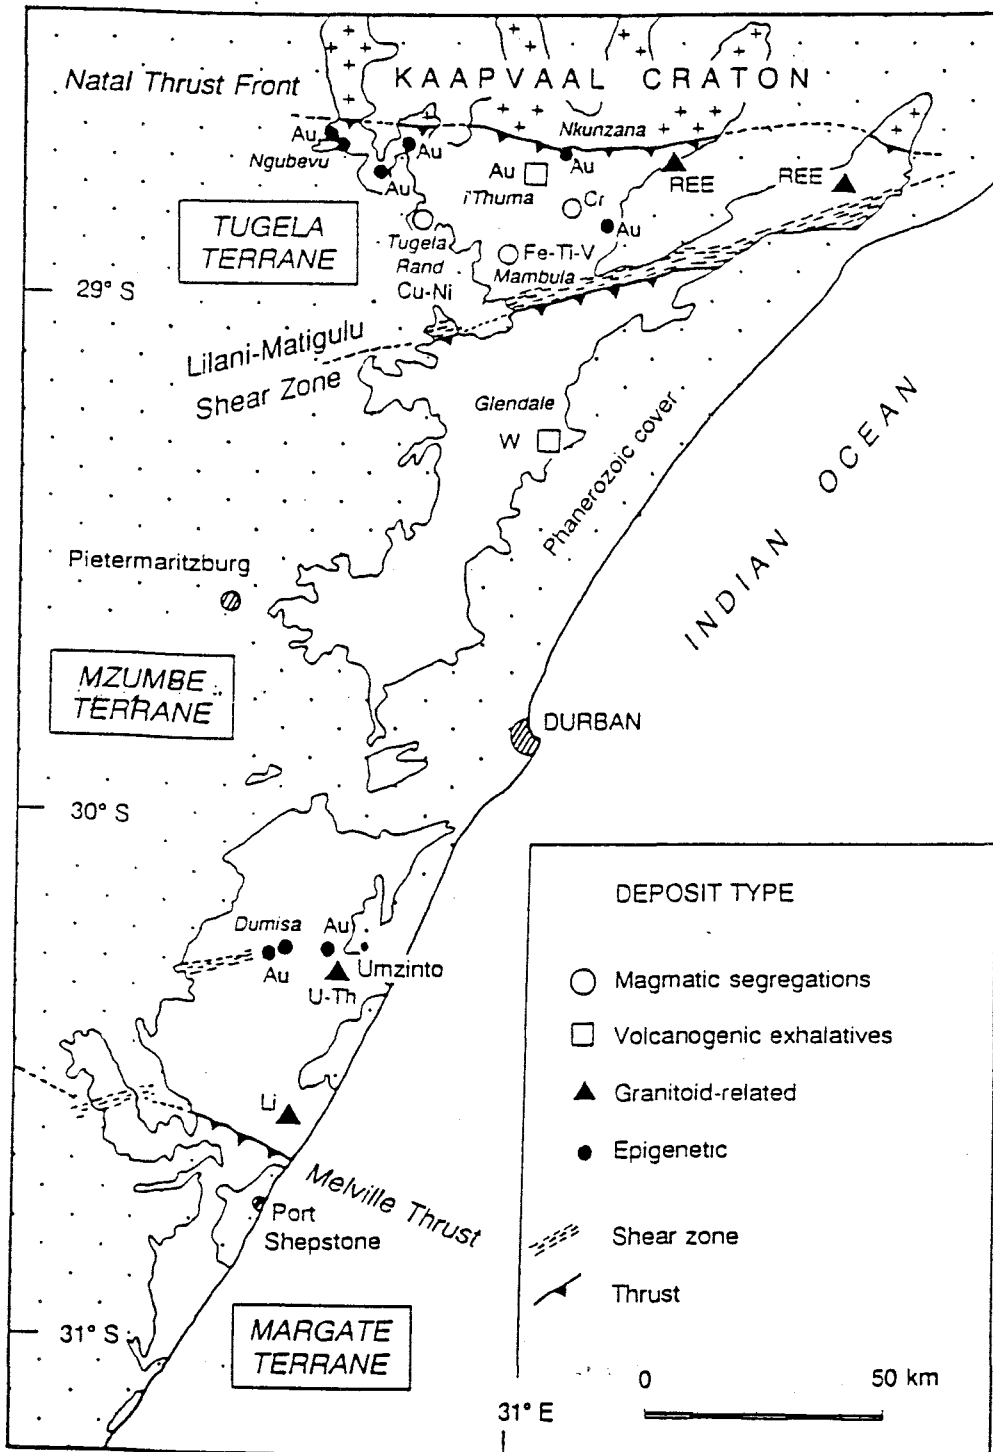 Natal Thrust Front
KAAPVAAL CRATON
Au
Ngubevu
Au
Au
Nkunzana
Au
Au
i'Thuma
REE
REE
Cr
Au
TUGELA
TERRANE
Tugela
Rand
Cu-Ni
Fe-Ti-V
Mambula
29° S
Lilani-Matigulu
Shear Zone
Glendale
W
Phanerozoic cover
INDIAN OCEAN
Pietermaritzburg
MZUMBE
TERRANE
DURBAN
30° S
Dumisa
Au
Au
Umzinto
U-Th
Li
Melville Thrust
Port
Shepstone
31° S
MARGATE
TERRANE
31° E
DEPOSIT TYPE
Magmatic segregations
Volcanogenic exhalatives
Granitoid-related
Epigenetic
Shear zone
Thrust
0 50 km